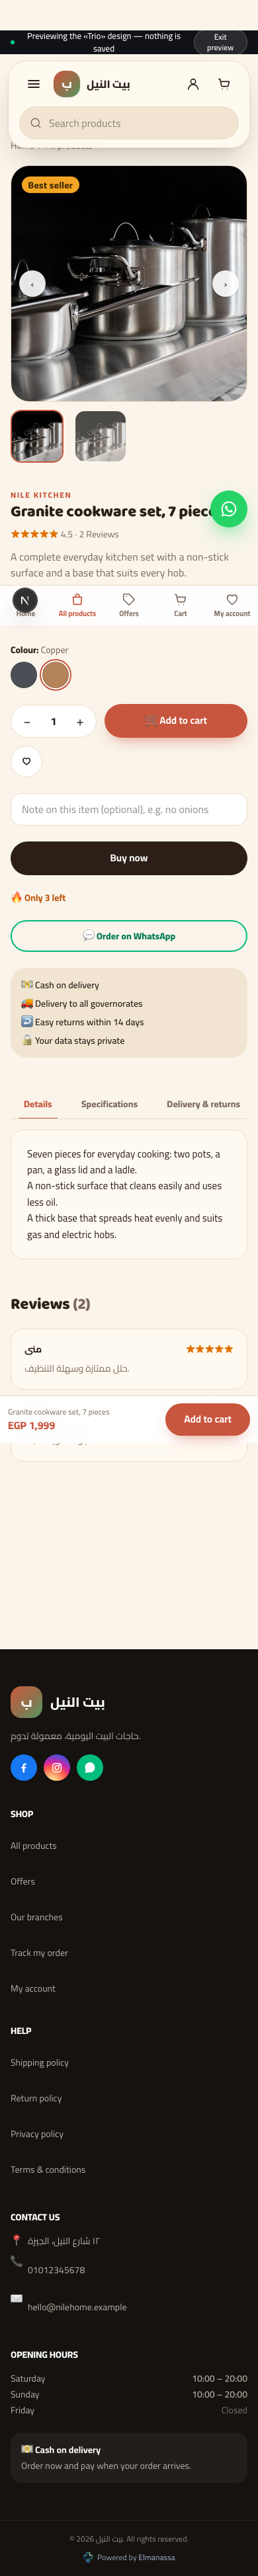 Previewing the «Trio» design — nothing is saved
Exit preview
ب
بيت النيل
Search products
Best seller
NILE KITCHEN
Granite cookware set, 7 piece
★★★★★ 4.5 · 2 Reviews
A complete everyday kitchen set with a non-stick
surface and a base that suits every hob.
N
Home
All products
Offers
Cart
My account
Colour: Copper
− 1 +
Add to cart
Note on this item (optional), e.g. no onions
Buy now
🔥 Only 3 left
💬 Order on WhatsApp
💵 Cash on delivery
🚚 Delivery to all governorates
↩️ Easy returns within 14 days
🔒 Your data stays private
Details
Specifications
Delivery & returns
Seven pieces for everyday cooking: two pots, a
pan, a glass lid and a ladle.
A non-stick surface that cleans easily and uses
less oil.
A thick base that spreads heat evenly and suits
gas and electric hobs.
Reviews (2)
منى
★★★★★
حلل ممتازة وسهلة التنظيف.
Granite cookware set, 7 pieces
EGP 1,999
Add to cart
ب
بيت النيل
حاجات البيت اليومية، معمولة تدوم.
SHOP
All products
Offers
Our branches
Track my order
My account
HELP
Shipping policy
Return policy
Privacy policy
Terms & conditions
CONTACT US
📍 ١٢ شارع النيل، الجيزة
📞 01012345678
✉️ hello@nilehome.example
OPENING HOURS
Saturday 10:00 – 20:00
Sunday 10:00 – 20:00
Friday Closed
💵 Cash on delivery
Order now and pay when your order arrives.
© 2026 بيت النيل. All rights reserved.
Powered by Elmanassa